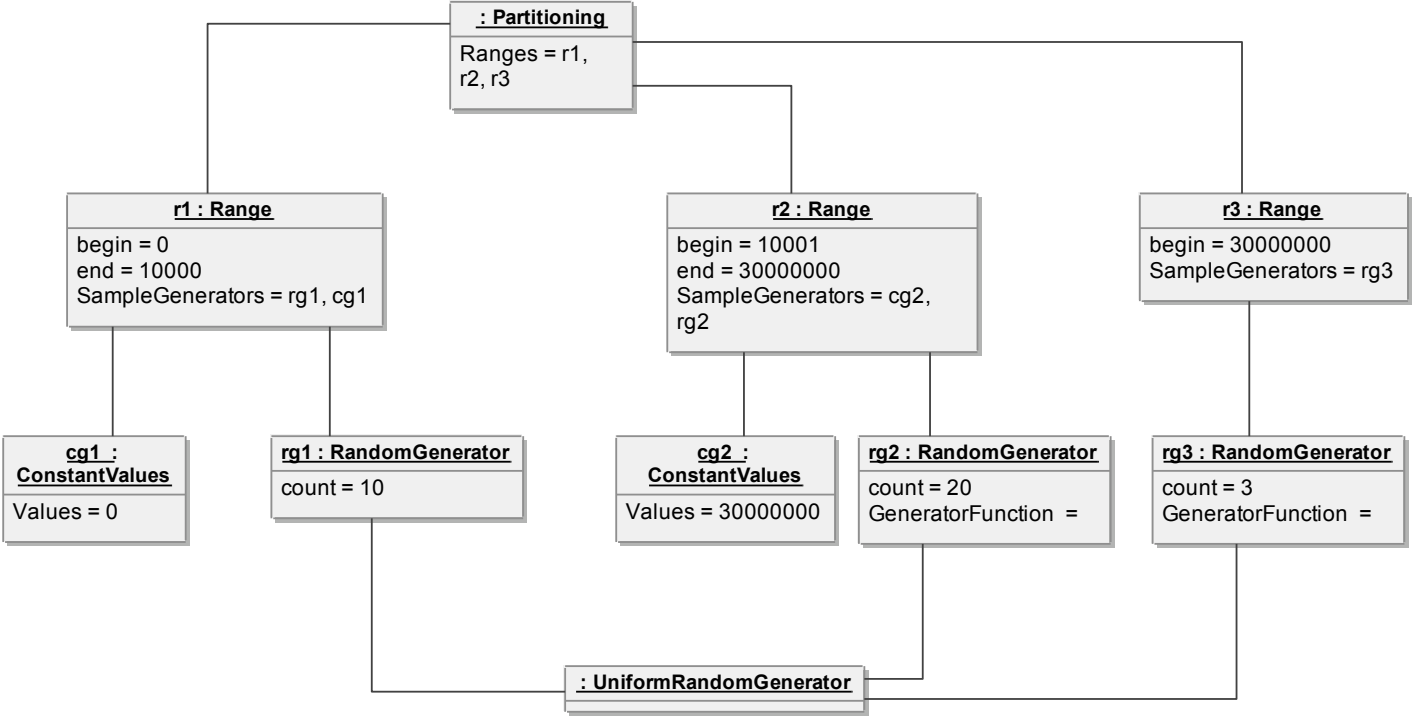 : Partitioning
Ranges = r1,
r2, r3
r1 : Range
begin = 0
end = 10000
SampleGenerators = rg1, cg1
r2 : Range
begin = 10001
end = 30000000
SampleGenerators = cg2,
rg2
r3 : Range
begin = 30000000
SampleGenerators = rg3
cg1 :
ConstantValues
Values = 0
rg1 : RandomGenerator
count = 10
cg2 :
ConstantValues
Values = 30000000
rg2 : RandomGenerator
count = 20
GeneratorFunction =
rg3 : RandomGenerator
count = 3
GeneratorFunction =
: UniformRandomGenerator